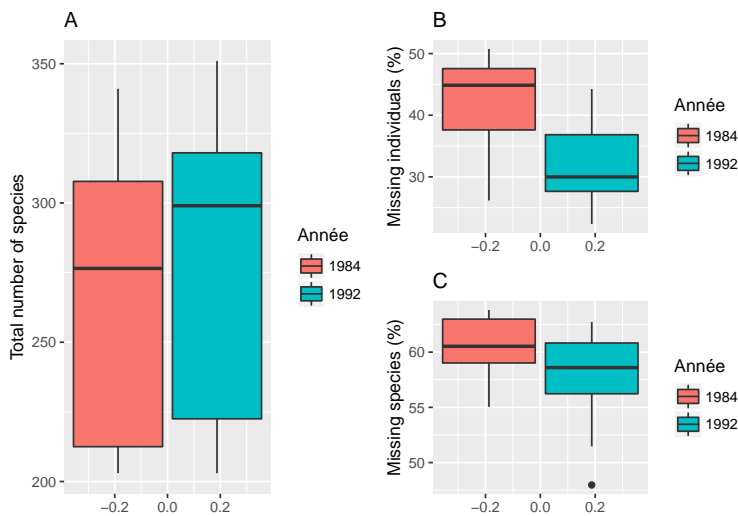 A
Total number of species
350
300
250
200
−0.2
0.0
0.2
Année
1984
1992
B
Missing individuals (%)
50
40
30
−0.2
0.0
0.2
Année
1984
1992
C
Missing species (%)
60
55
50
−0.2
0.0
0.2
Année
1984
1992